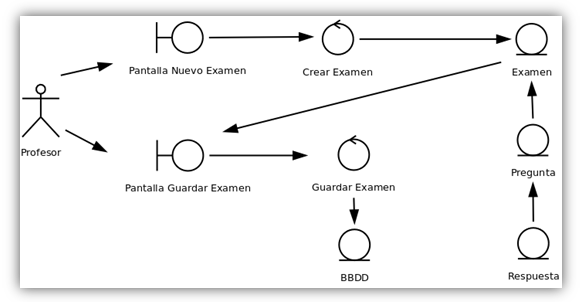 Pantalla Nuevo Examen
Crear Examen
Examen
Profesor
Pantalla Guardar Examen
Guardar Examen
Pregunta
BBDD
Respuesta